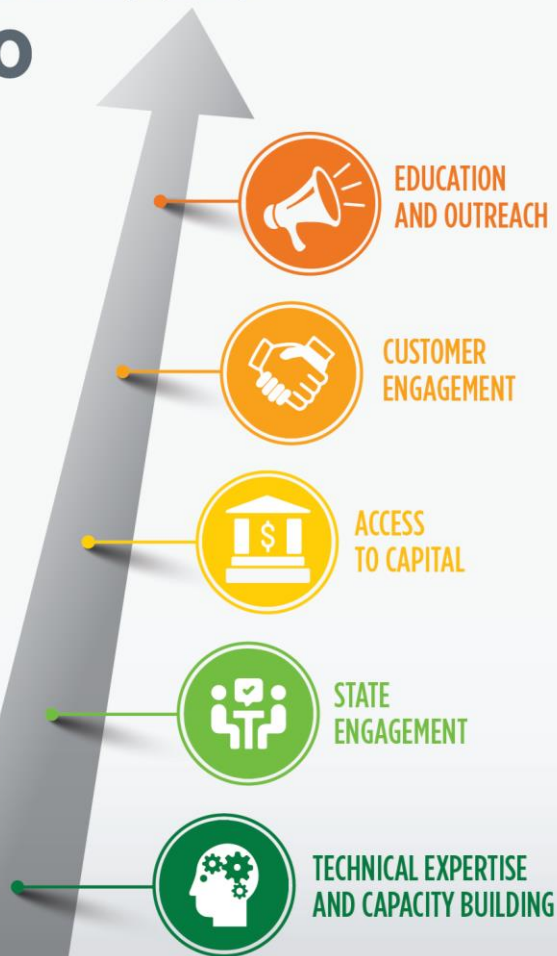 o
EDUCATION
AND OUTREACH
CUSTOMER
ENGAGEMENT
ACCESS
TO CAPITAL
$
STATE
ENGAGEMENT
TECHNICAL EXPERTISE
AND CAPACITY BUILDING